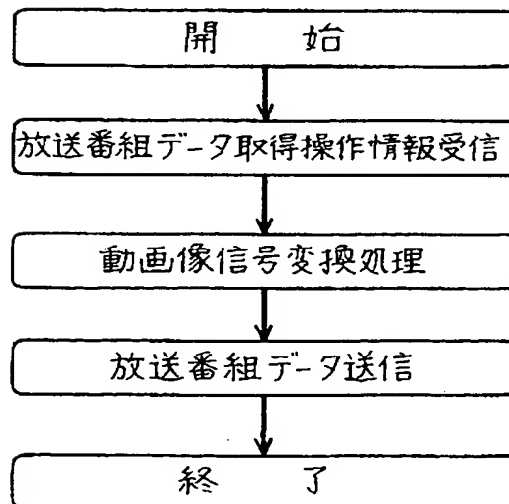 開　始
放送番組データ取得操作情報受信
動画像信号変換処理
放送番組データ送信
終　了